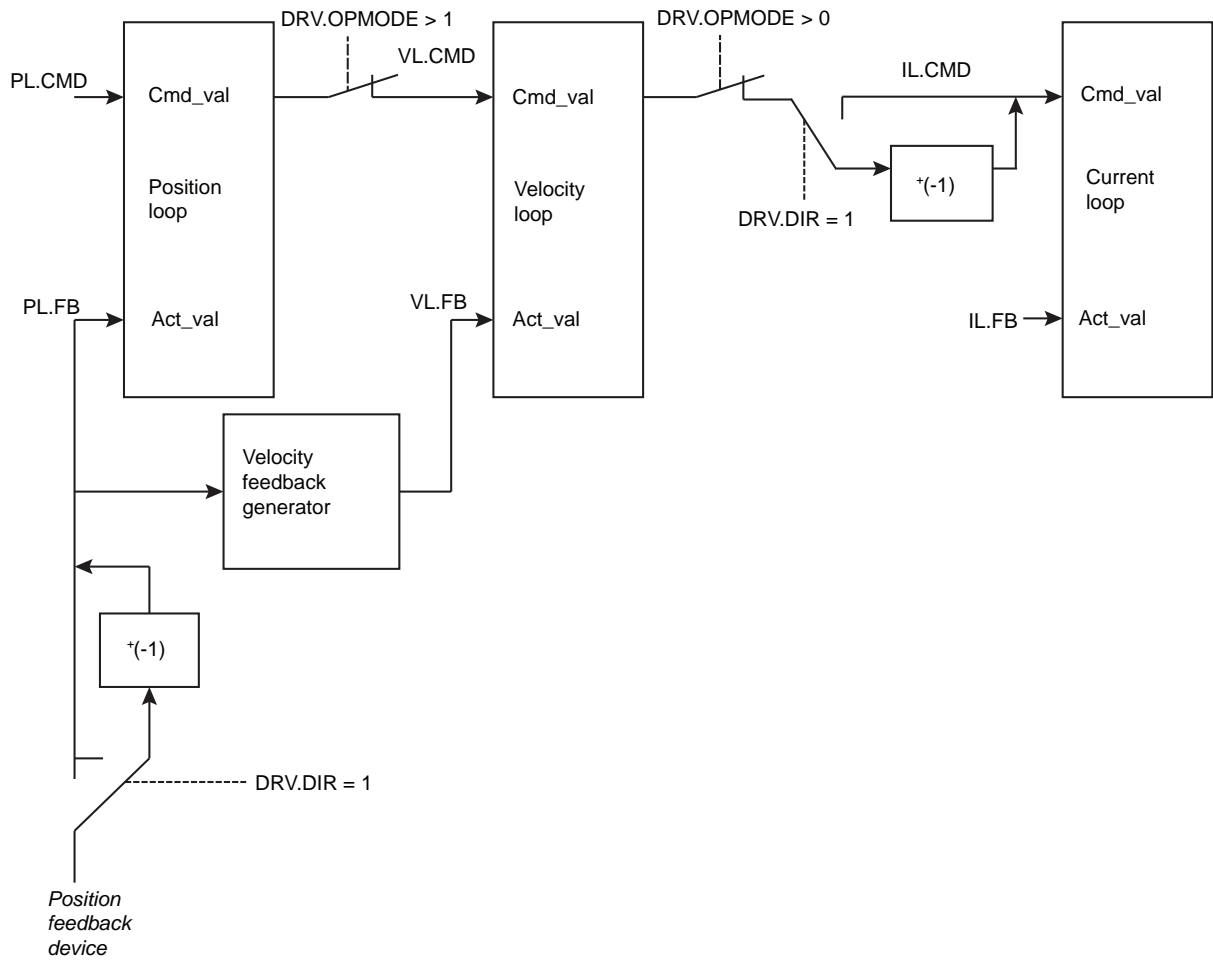 DRV.OPMODE > 1
DRV.OPMODE > 0
VL.CMD
PL.CMD
IL.CMD
Cmd_val
Cmd_val
Cmd_val
Position
loop
Velocity
loop
+(-1)
Current
loop
DRV.DIR = 1
PL.FB
Act_val
VL.FB
Act_val
IL.FB
Act_val
Velocity
feedback
generator
+(-1)
DRV.DIR = 1
Position
feedback
device